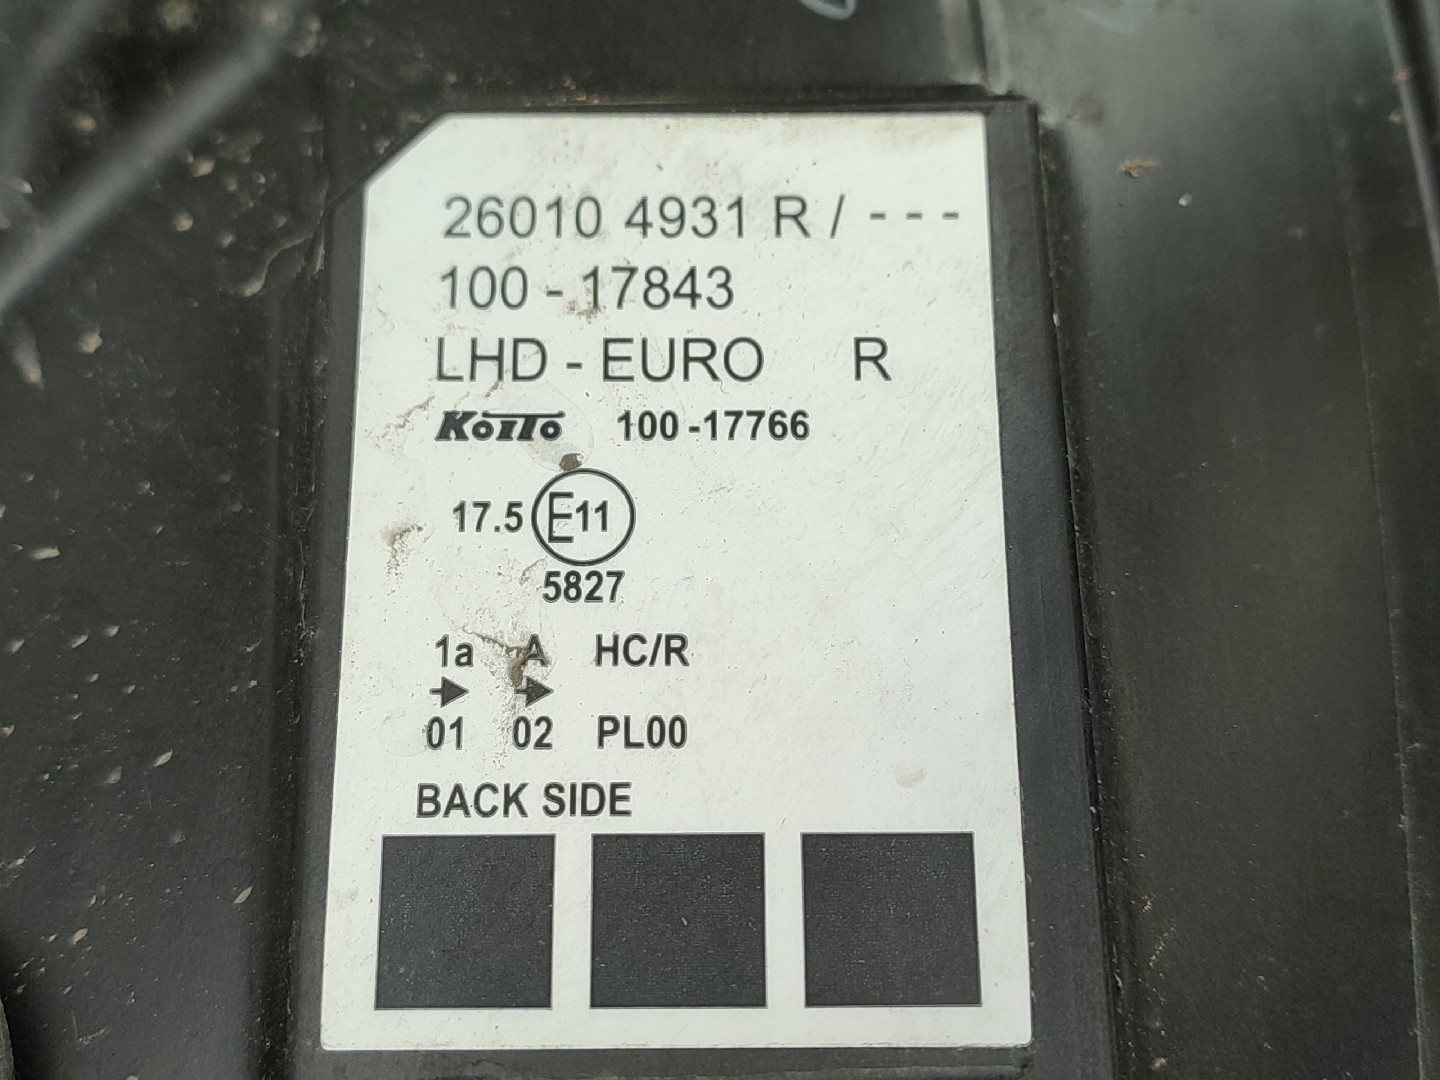 26010 4931 R / - - -
100 - 17843
LHD - EURO R
KOITO 100 -17766
17.5 E11
5827
1a A HC/R
→ →
01 02 PL00
BACK SIDE